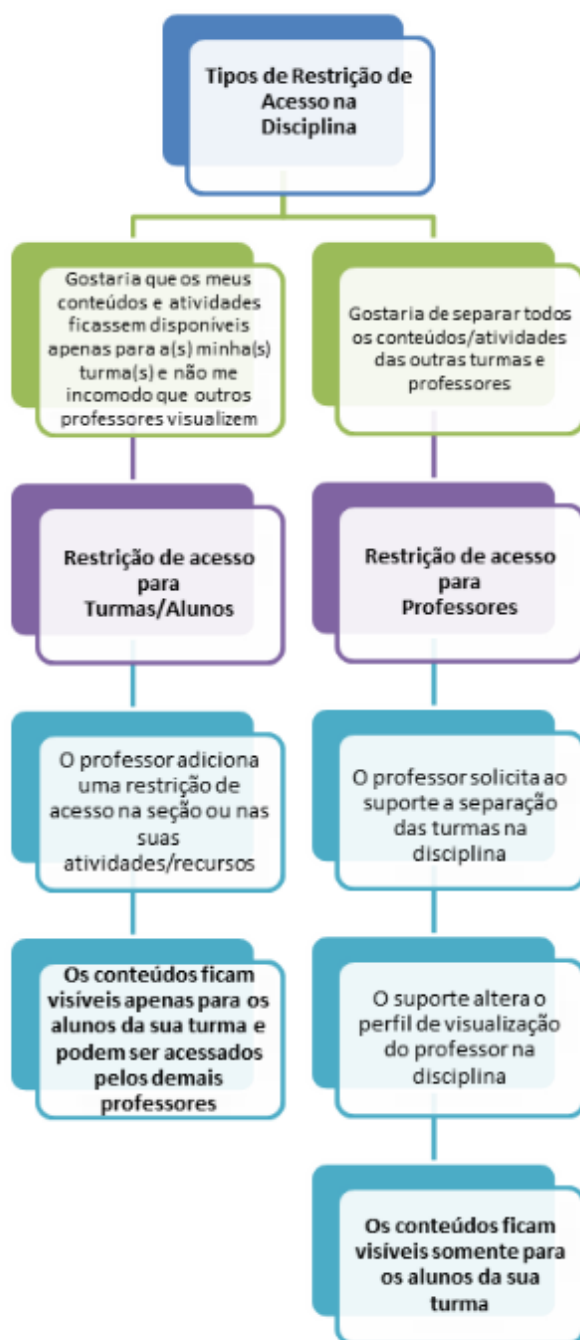 Tipos de Restrição de
Acesso na
Disciplina
Gostaria que os meus
conteúdos e atividades
ficassem disponíveis
apenas para a(s) minha(s)
turma(s) e não me
incomodo que outros
professores visualizem
Restrição de acesso
para
Turmas/Alunos
O professor adiciona
uma restrição de
acesso na seção ou nas
suas
atividades/recursos
Os conteúdos ficam
visíveis apenas para os
alunos da sua turma e
podem ser acessados
pelos demais
professores
Gostaria de separar todos
os conteúdos/atividades
das outras turmas e
professores
Restrição de acesso
para
Professores
O professor solicita ao
suporte a separação
das turmas na
disciplina
O suporte altera o
perfil de visualização
do professor na
disciplina
Os conteúdos ficam
visíveis somente para
os alunos da sua
turma